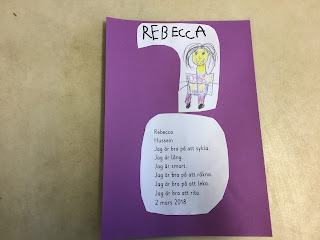 REBECCA
Rebecca
Hussein
Jag är bra på att cykla.
Jag är lång.
Jag är smart.
Jag är bra på att räkna.
Jag är bra på att leka.
Jag är bra att rita.
2 mars 2018